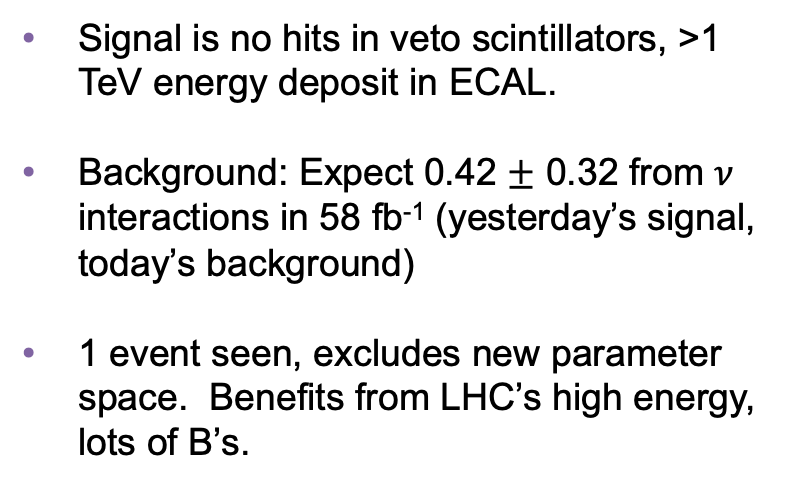 • Signal is no hits in veto scintillators, >1
TeV energy deposit in ECAL.
• Background: Expect 0.42 ± 0.32 from ν
interactions in 58 fb⁻¹ (yesterday’s signal,
today’s background)
• 1 event seen, excludes new parameter
space.  Benefits from LHC’s high energy,
lots of B’s.